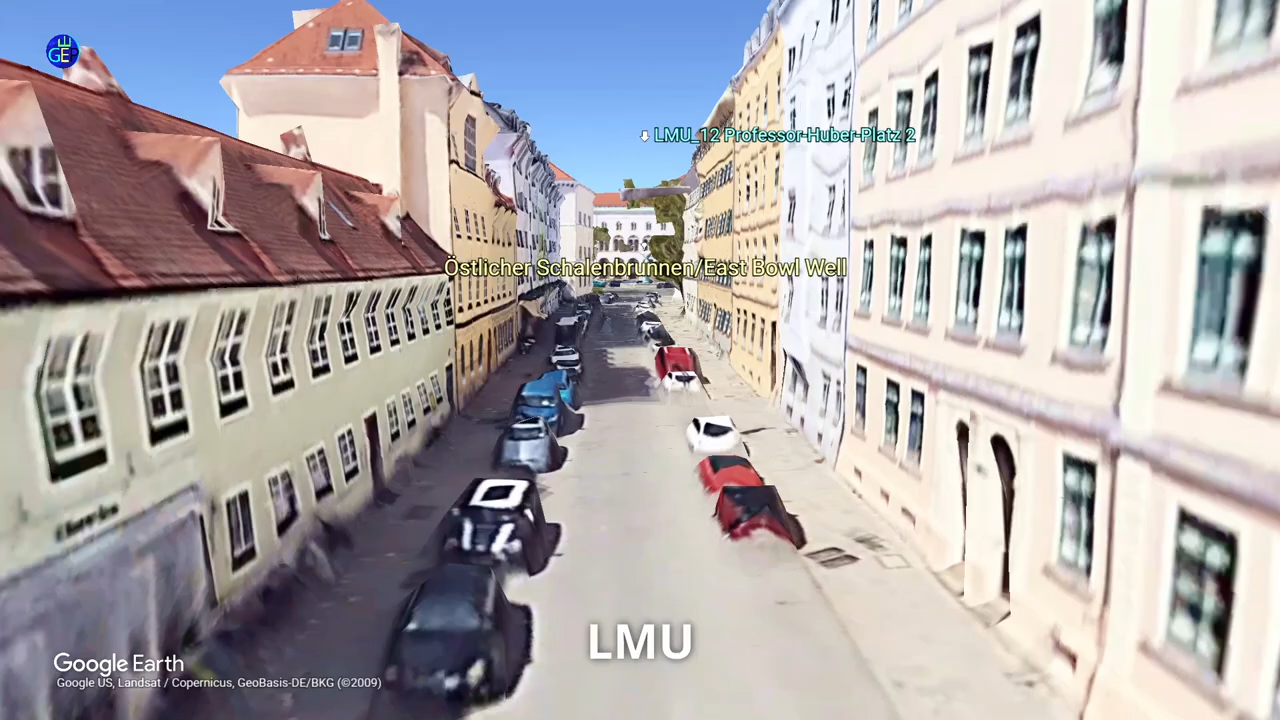 GEP
LMU_12 Professor-Huber-Platz 2
Östlicher Schalenbrunnen/East Bowl Well
LMU
Google Earth
Google US, Landsat / Copernicus, GeoBasis-DE/BKG (©2009)